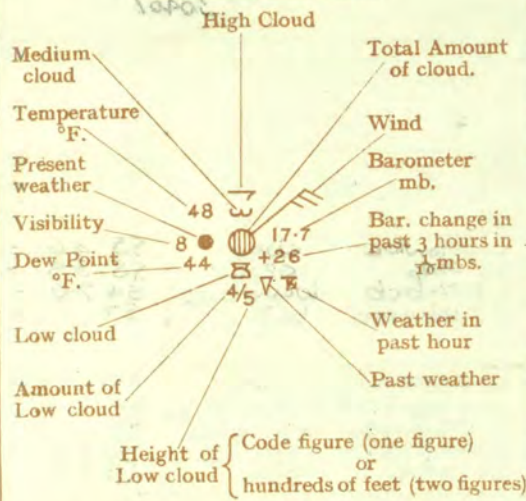 High Cloud
Medium
cloud
Total Amount
of cloud.
Temperature
°F.
Wind
Present
weather
Barometer
mb.
48
Visibility
8
17·7
Bar. change in
past 3 hours in
1/10 mbs.
+26
Dew Point
°F.
44
4/5
Low cloud
Weather in
past hour
Amount of
Low cloud
Past weather
Height of
Low cloud
Code figure (one figure)
or
hundreds of feet (two figures)